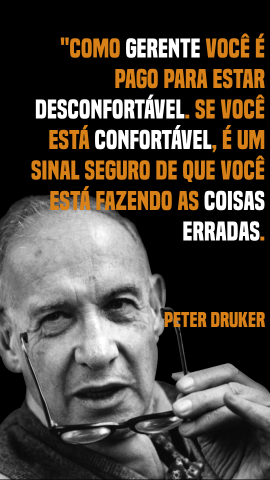 "COMO GERENTE VOCÊ É
PAGO PARA ESTAR
DESCONFORTÁVEL. SE VOCÊ
ESTÁ CONFORTÁVEL, É UM
SINAL SEGURO DE QUE VOCÊ
ESTÁ FAZENDO AS COISAS
ERRADAS.
PETER DRUKER